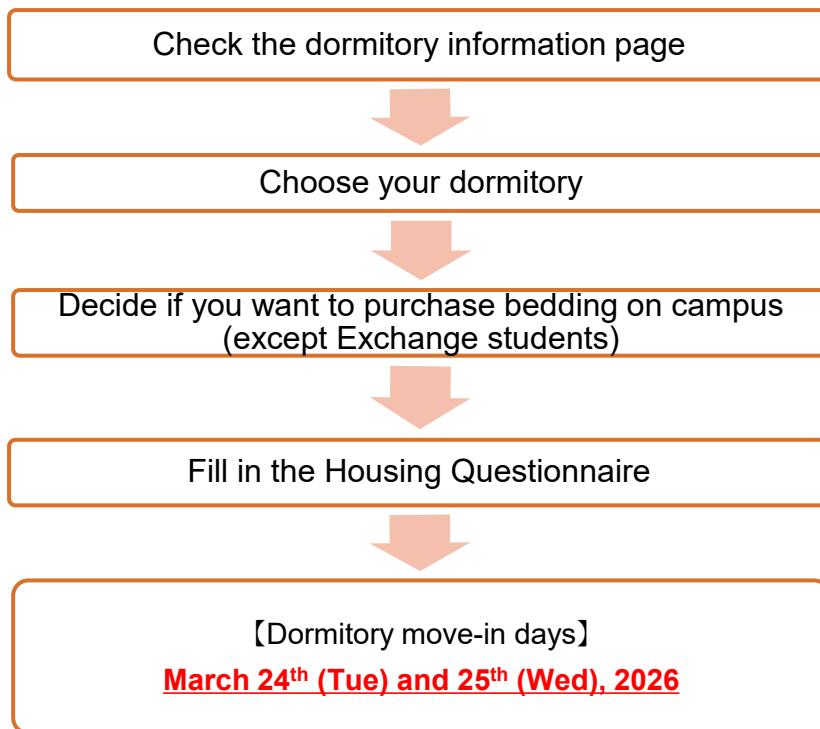 Check the dormitory information page
Choose your dormitory
Decide if you want to purchase bedding on campus
(except Exchange students)
Fill in the Housing Questionnaire
【Dormitory move-in days】
March 24th (Tue) and 25th (Wed), 2026